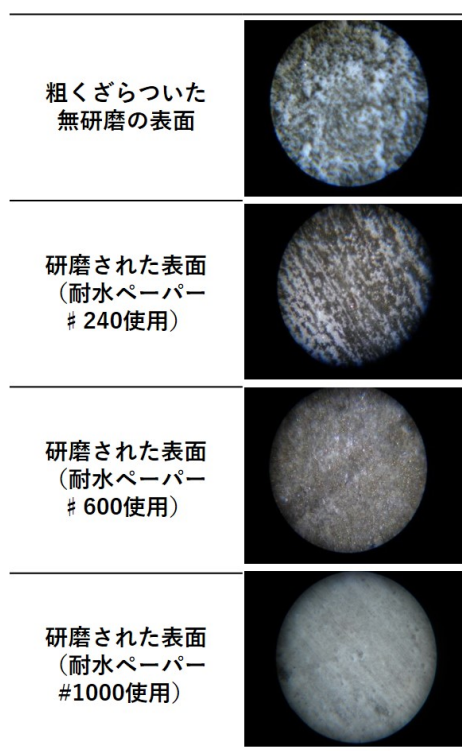 粗くざらついた
無研磨の表面
研磨された表面
（耐水ペーパー
♯240使用）
研磨された表面
（耐水ペーパー
♯600使用）
研磨された表面
（耐水ペーパー
#1000使用）